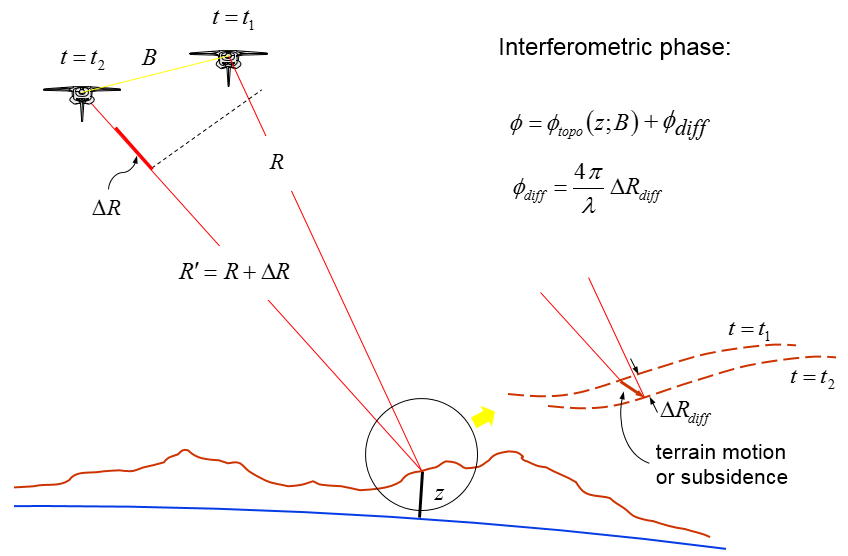 t = t₁
t = t₂
B
Interferometric phase:
ϕ = ϕ_topo(z; B) + ϕ_diff
ϕ_diff = 4π/λ ΔR_diff
R
ΔR
R′ = R + ΔR
t = t₁
t = t₂
ΔR_diff
terrain motion
or subsidence
z